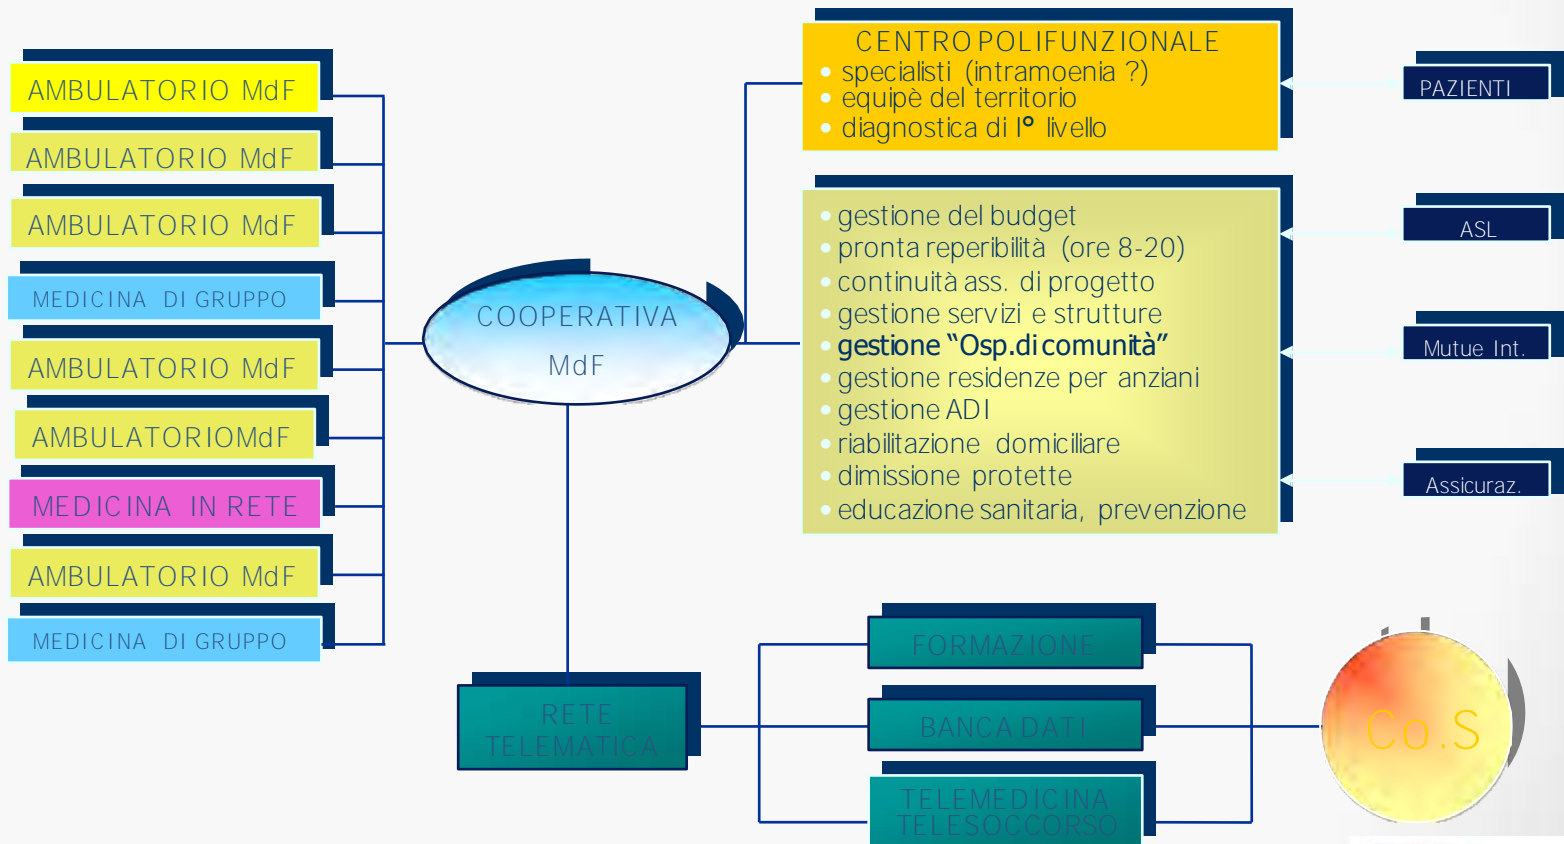 AMBULATORIO MdF
AMBULATORIO MdF
AMBULATORIO MdF
MEDICINA DI GRUPPO
AMBULATORIO MdF
AMBULATORIOMdF
MEDICINA IN RETE
AMBULATORIO MdF
MEDICINA DI GRUPPO
COOPERATIVA
MdF
CENTRO POLIFUNZIONALE
• specialisti (intramoenia ?)
• equipè del territorio
• diagnostica di I° livello
• gestione del budget
• pronta reperibilità (ore 8-20)
• continuità ass. di progetto
• gestione servizi e strutture
• gestione “Osp.di comunità”
• gestione residenze per anziani
• gestione ADI
• riabilitazione domiciliare
• dimissione protette
• educazione sanitaria, prevenzione
PAZIENTI
ASL
Mutue Int.
Assicuraz.
RETE
TELEMATICA
FORMAZIONE
BANCA DATI
TELEMEDICINA
TELESOCCORSO
Co.S